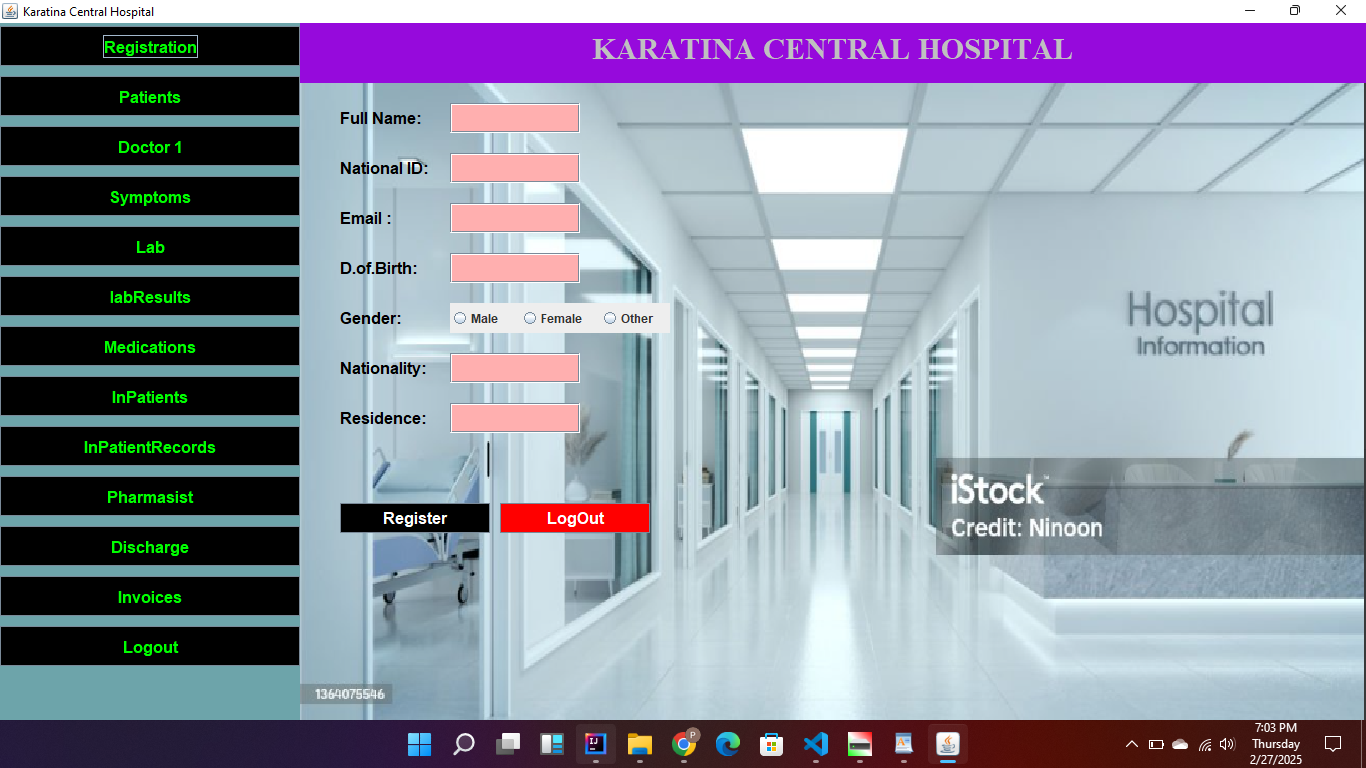 Karatina Central Hospital
Registration
Patients
Doctor 1
Symptoms
Lab
labResults
Medications
InPatients
InPatientRecords
Pharmasist
Discharge
Invoices
Logout
KARATINA CENTRAL HOSPITAL
Full Name:
National ID:
Email :
D.of.Birth:
Gender:
Male
Female
Other
Nationality:
Residence:
Register
LogOut
Hospital
Information
iStock™
Credit: Ninoon
1364075546
IJ
P
7:03 PM
Thursday
2/27/2025